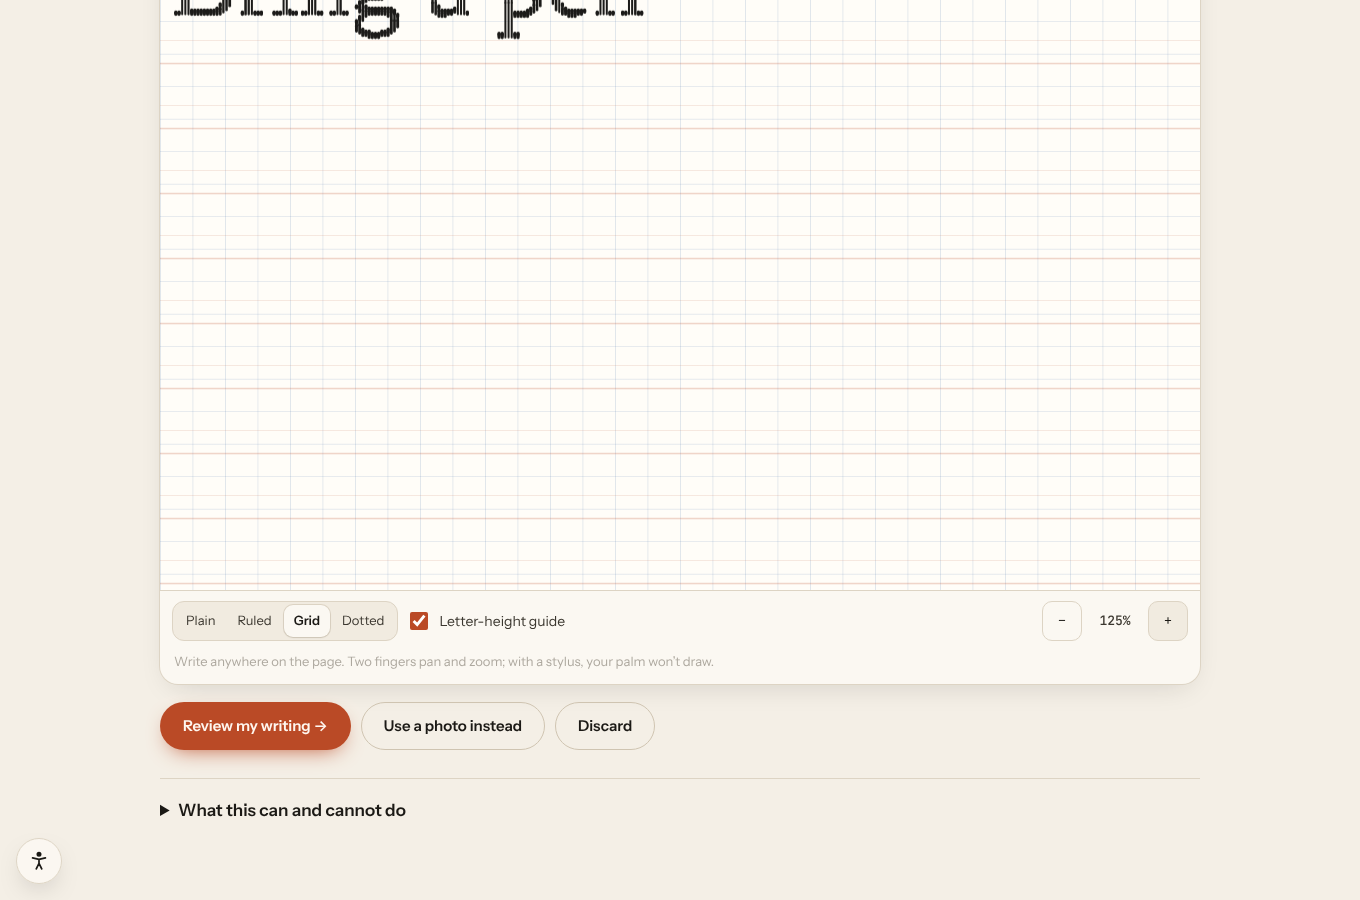 Plain Ruled Grid Dotted Letter-height guide − 125% +
Write anywhere on the page. Two fingers pan and zoom; with a stylus, your palm won't draw.
Review my writing → Use a photo instead Discard
▶ What this can and cannot do